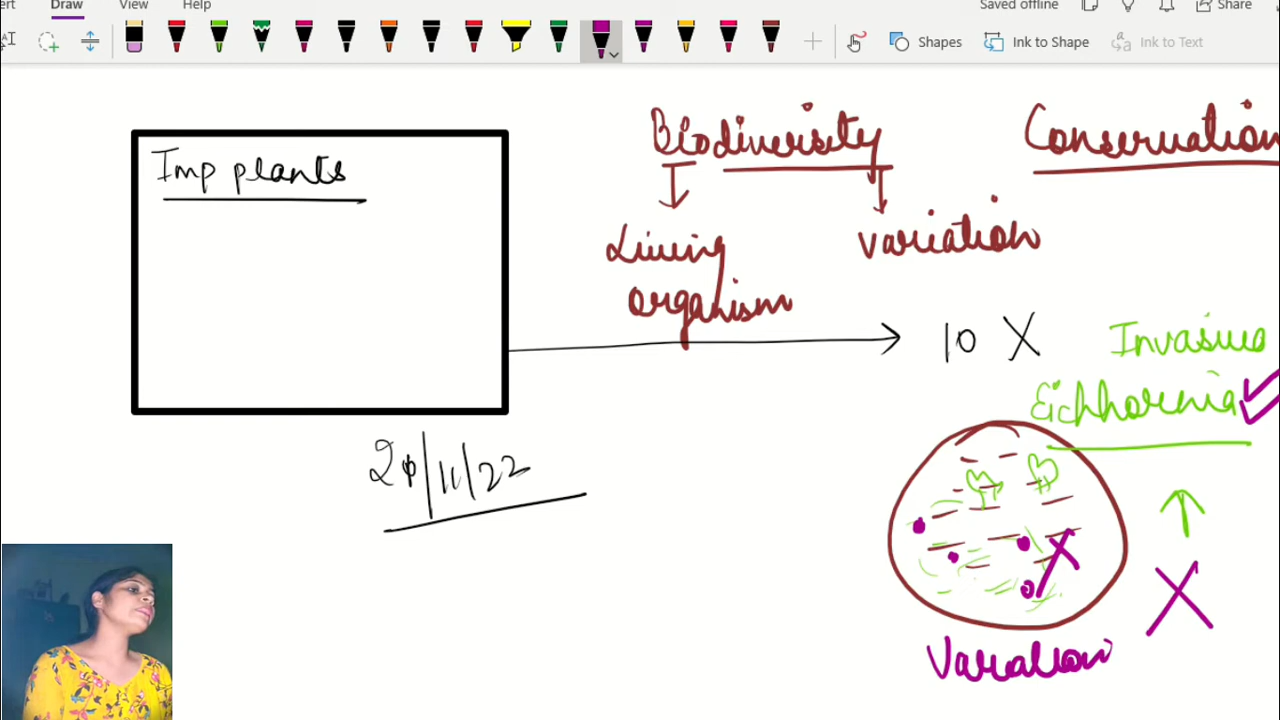 ert Draw View Help Saved offline Share
Ink to Shape Shapes Ink to Text
Imp plants
Biodiversity
Conservation
Living
organism
variation
10 X
Invasive
Eichhornia
/11/22
X
Variation